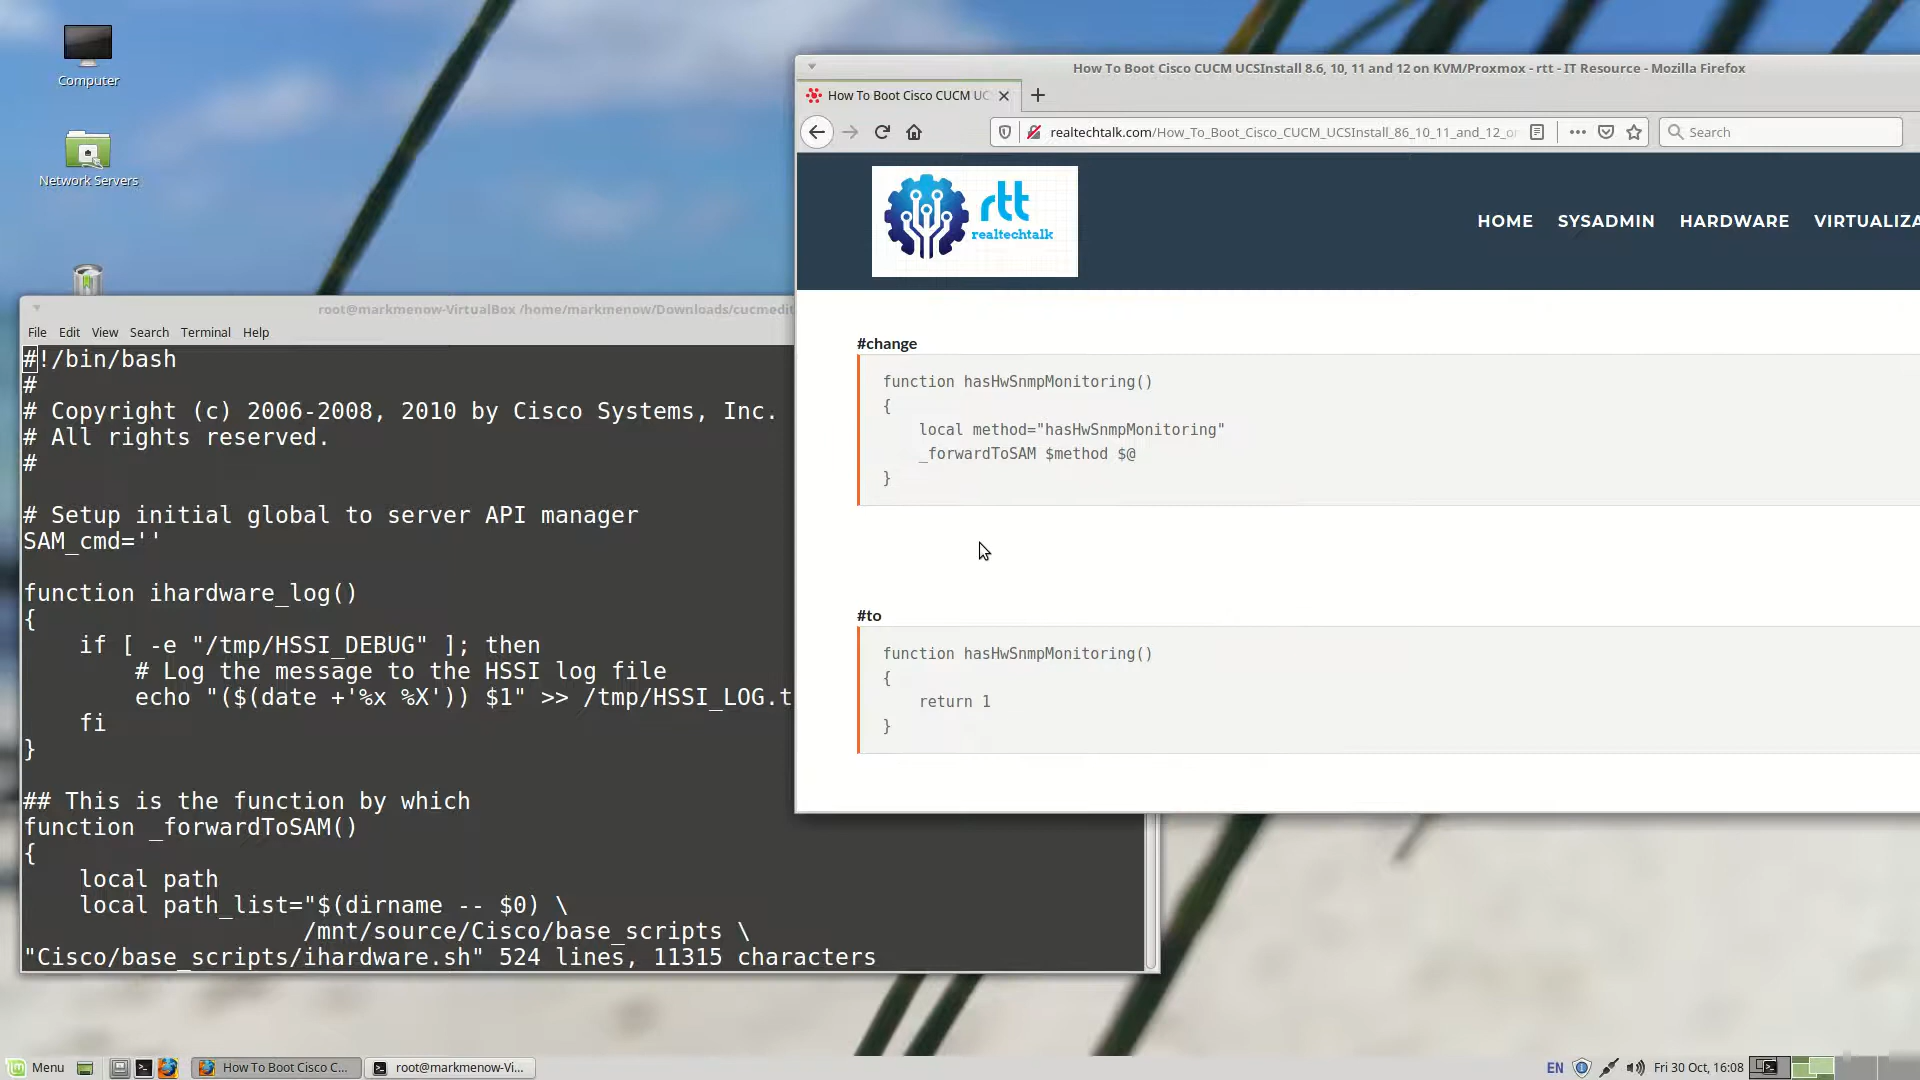 Computer
Network Servers
How To Boot Cisco CUCM UCSInstall 8.6, 10, 11 and 12 on KVM/Proxmox - rtt - IT Resource - Mozilla Firefox
How To Boot Cisco CUCM UC
realtechtalk.com/How_To_Boot_Cisco_CUCM_UCSInstall_86_10_11_and_12_o
Search
rtt
realtechtalk
HOME SYSADMIN HARDWARE VIRTUALIZA
#change
function hasHwSnmpMonitoring()
{
local method="hasHwSnmpMonitoring"
_forwardToSAM $method $@
}
#to
function hasHwSnmpMonitoring()
{
return 1
}
root@markmenow-VirtualBox /home/markmenow/Downloads/cucmedit
File Edit View Search Terminal Help
#!/bin/bash
#
# Copyright (c) 2006-2008, 2010 by Cisco Systems, Inc.
# All rights reserved.
#
# Setup initial global to server API manager
SAM_cmd=''
function ihardware_log()
{
if [ -e "/tmp/HSSI_DEBUG" ]; then
# Log the message to the HSSI log file
echo "($(date +'%x %X')) $1" >> /tmp/HSSI_LOG.t
fi
}
## This is the function by which
function _forwardToSAM()
{
local path
local path_list="$(dirname -- $0) \
/mnt/source/Cisco/base_scripts \
"Cisco/base_scripts/ihardware.sh" 524 lines, 11315 characters
Menu
How To Boot Cisco C...
root@markmenow-Vi...
EN
Fri 30 Oct, 16:08